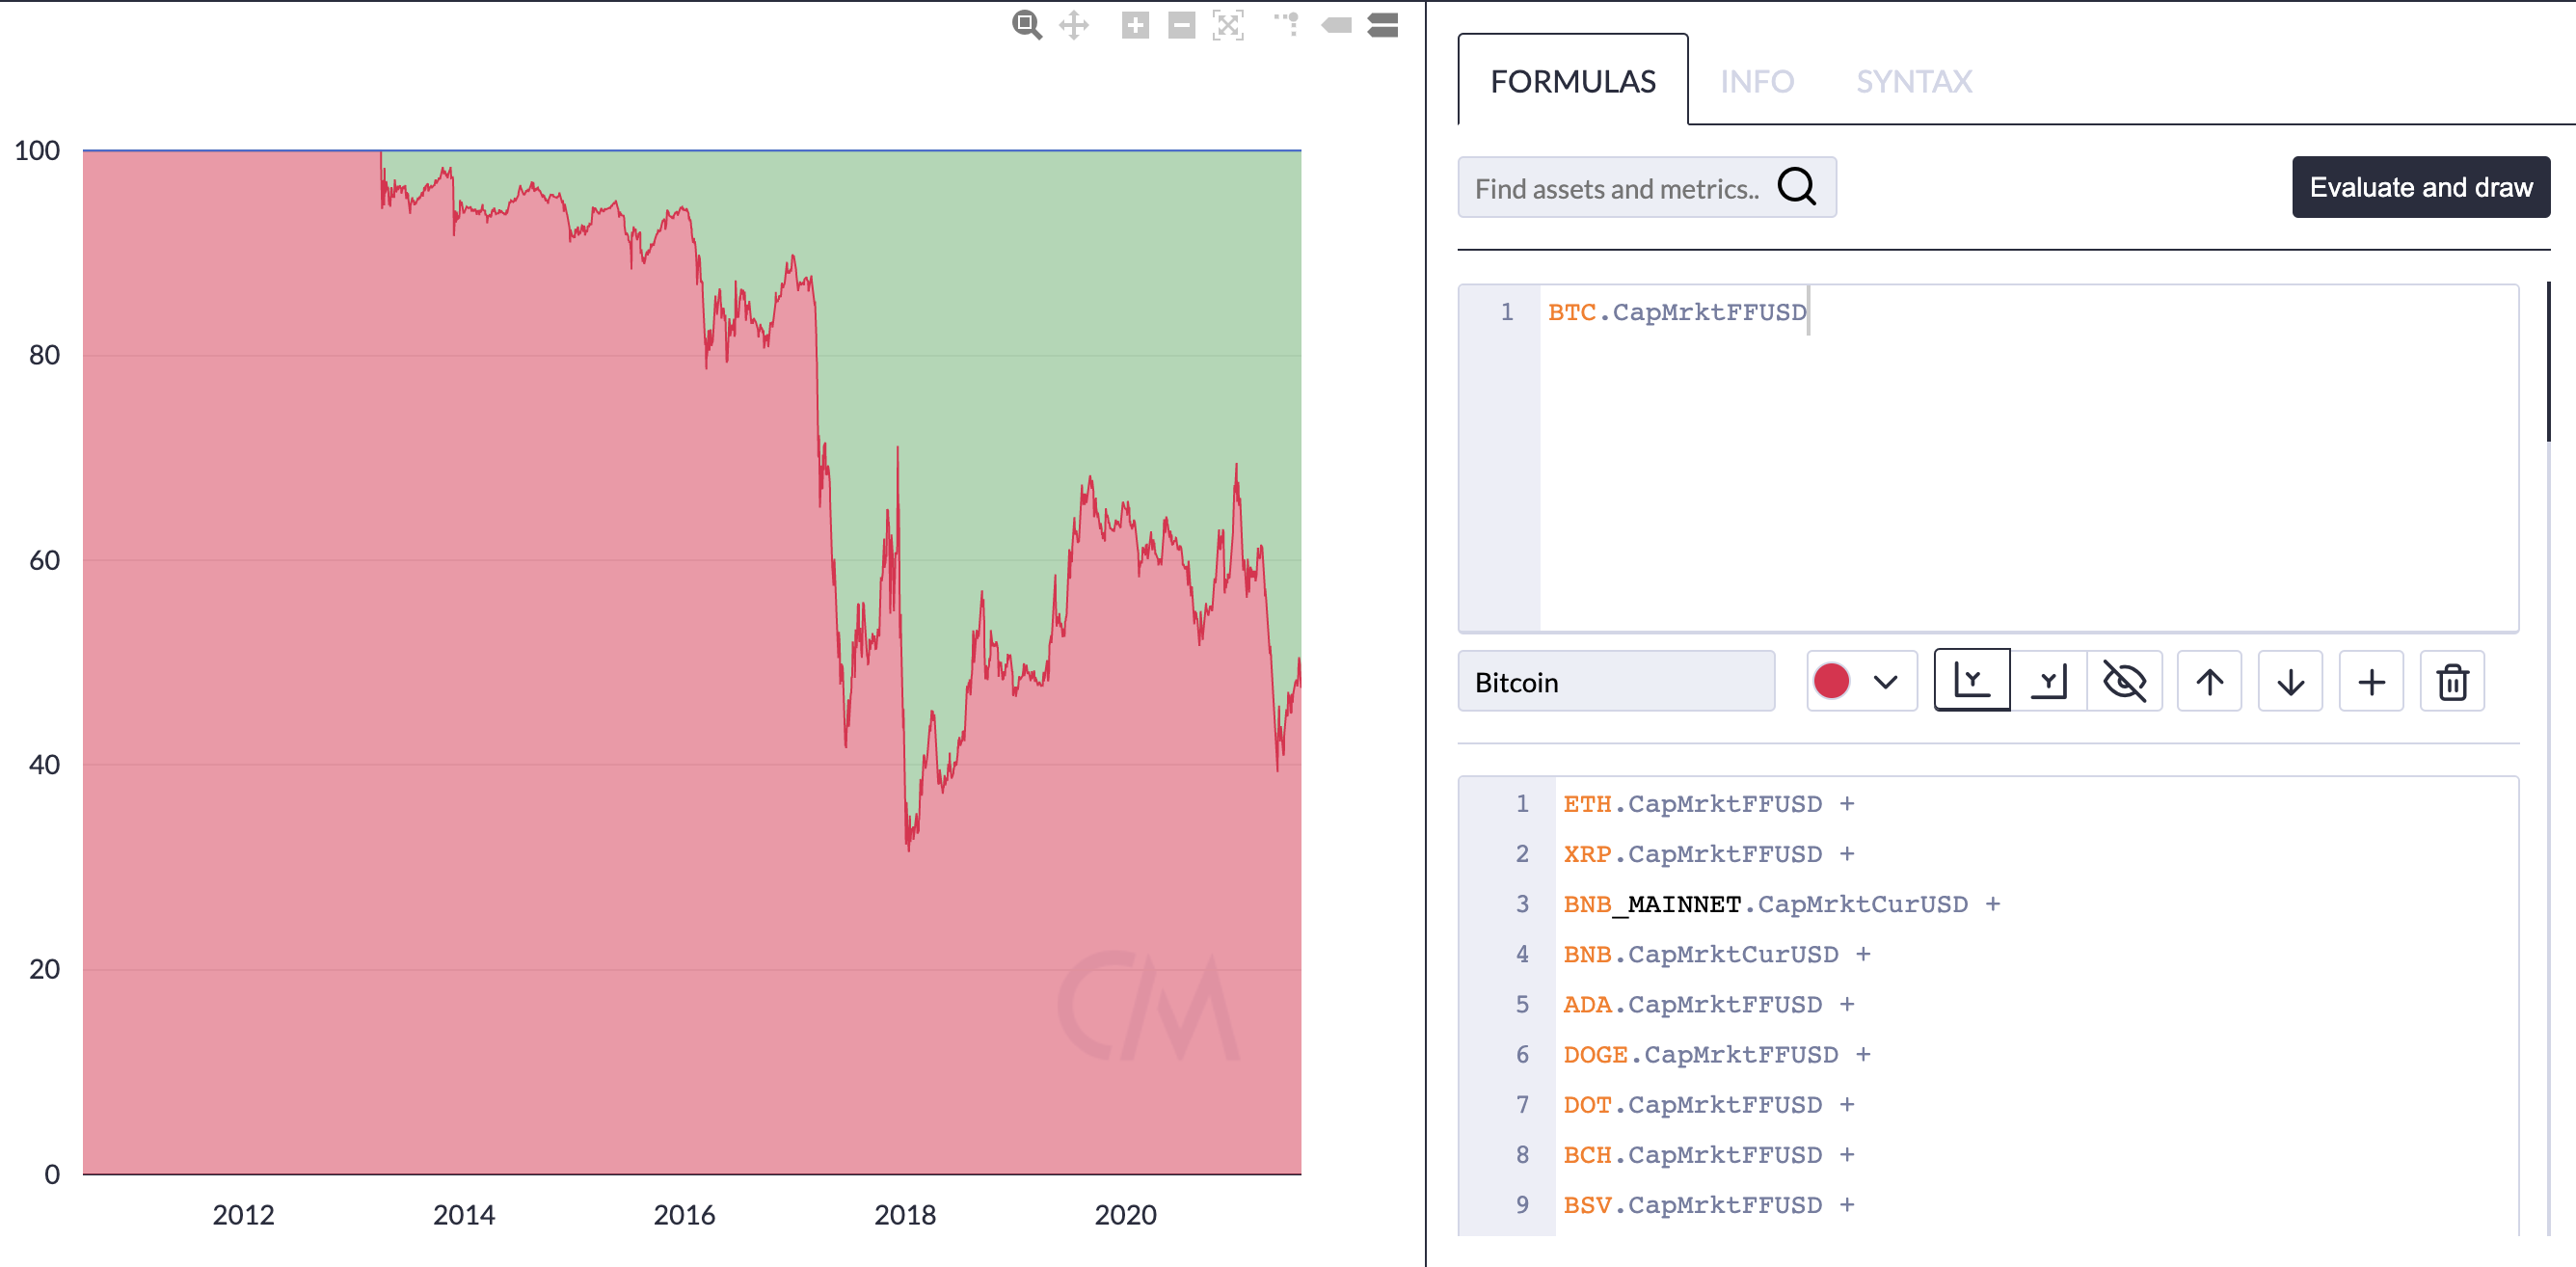 100
80
60
40
20
0
2012 2014 2016 2018 2020
CM
FORMULAS INFO SYNTAX
Find assets and metrics.. Evaluate and draw
1 BTC.CapMrktFFUSD
Bitcoin
1 ETH.CapMrktFFUSD +
2 XRP.CapMrktFFUSD +
3 BNB_MAINNET.CapMrktCurUSD +
4 BNB.CapMrktCurUSD +
5 ADA.CapMrktFFUSD +
6 DOGE.CapMrktFFUSD +
7 DOT.CapMrktFFUSD +
8 BCH.CapMrktFFUSD +
9 BSV.CapMrktFFUSD +